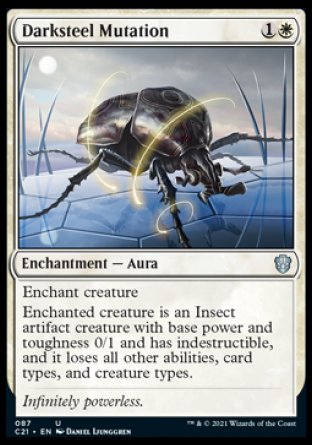 Darksteel Mutation 1
Enchantment — Aura
Enchant creature
Enchanted creature is an Insect
artifact creature with base power and
toughness 0/1 and has indestructible,
and it loses all other abilities, card
types, and creature types.
Infinitely powerless.
087 U
C21 • EN Daniel Ljunggren
™ & © 2021 Wizards of the Coast